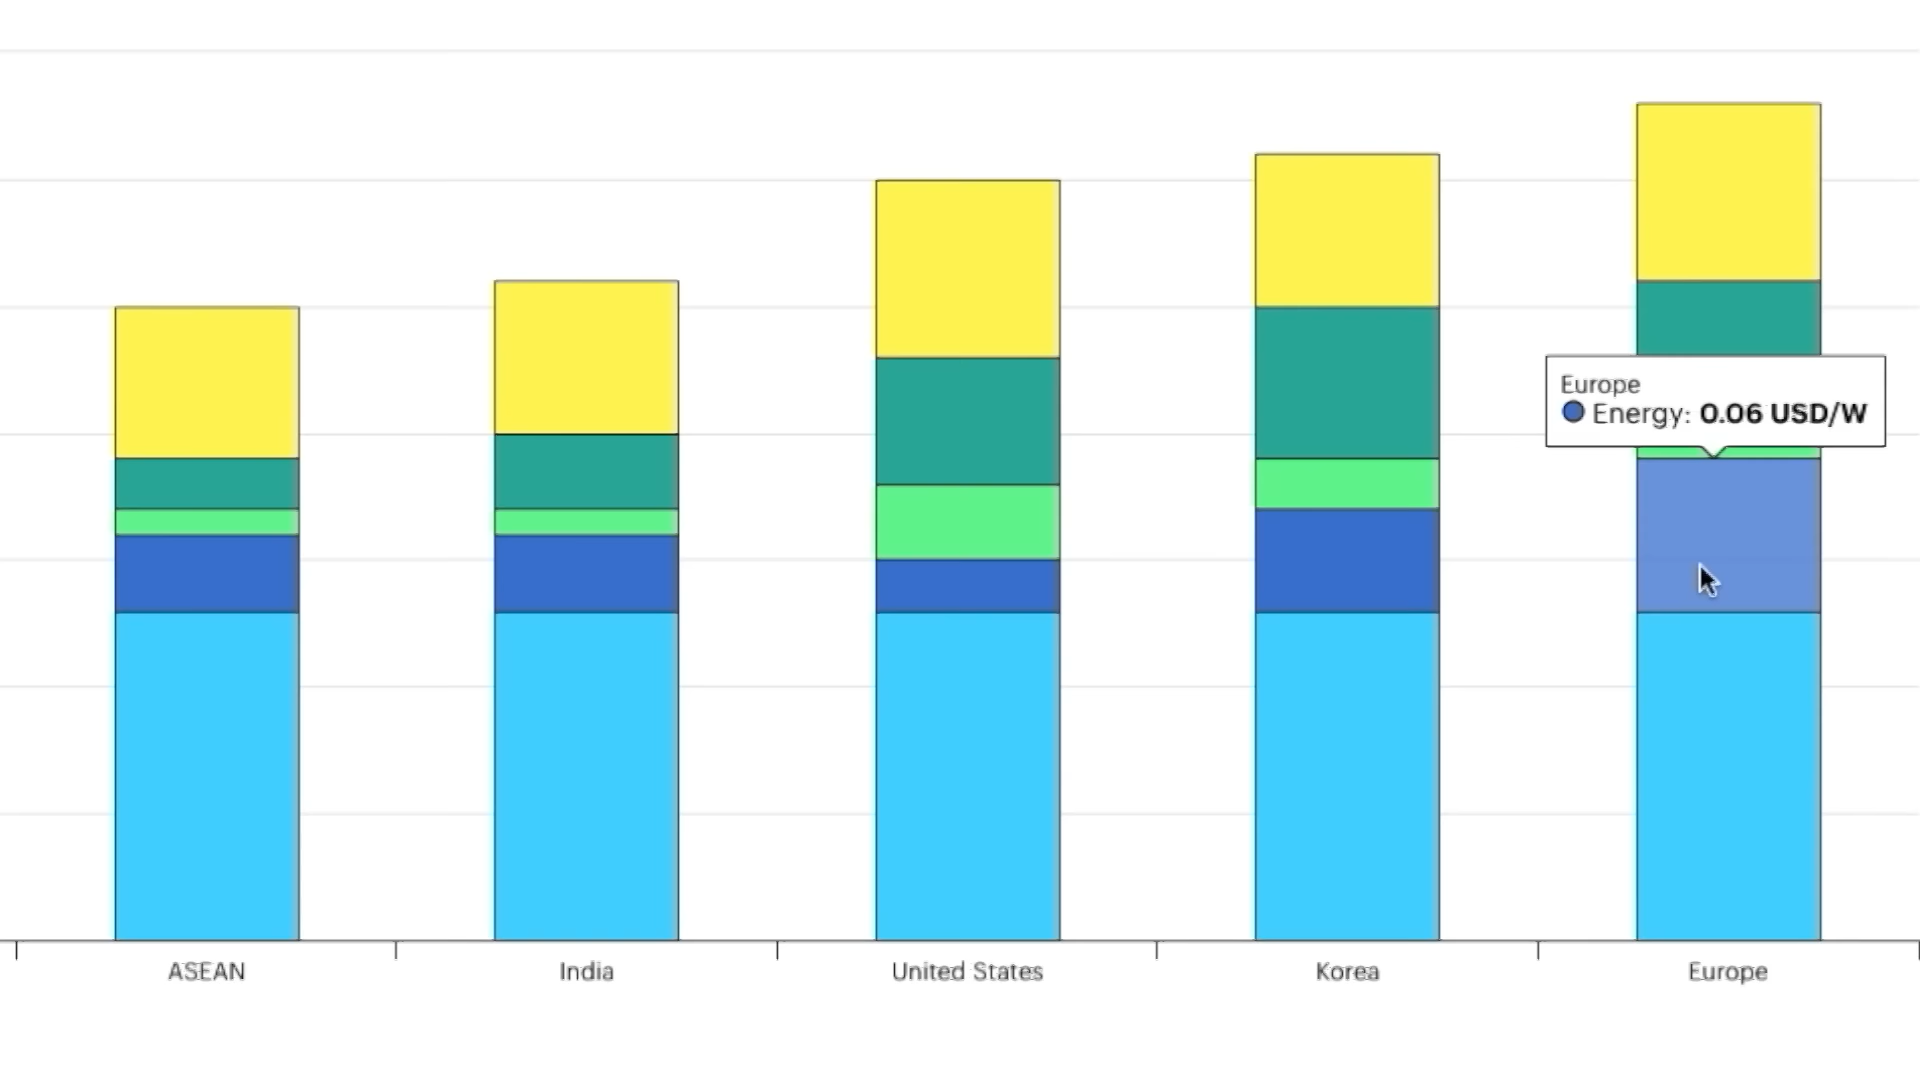 Europe
Energy: 0.06 USD/W
ASEAN
India
United States
Korea
Europe